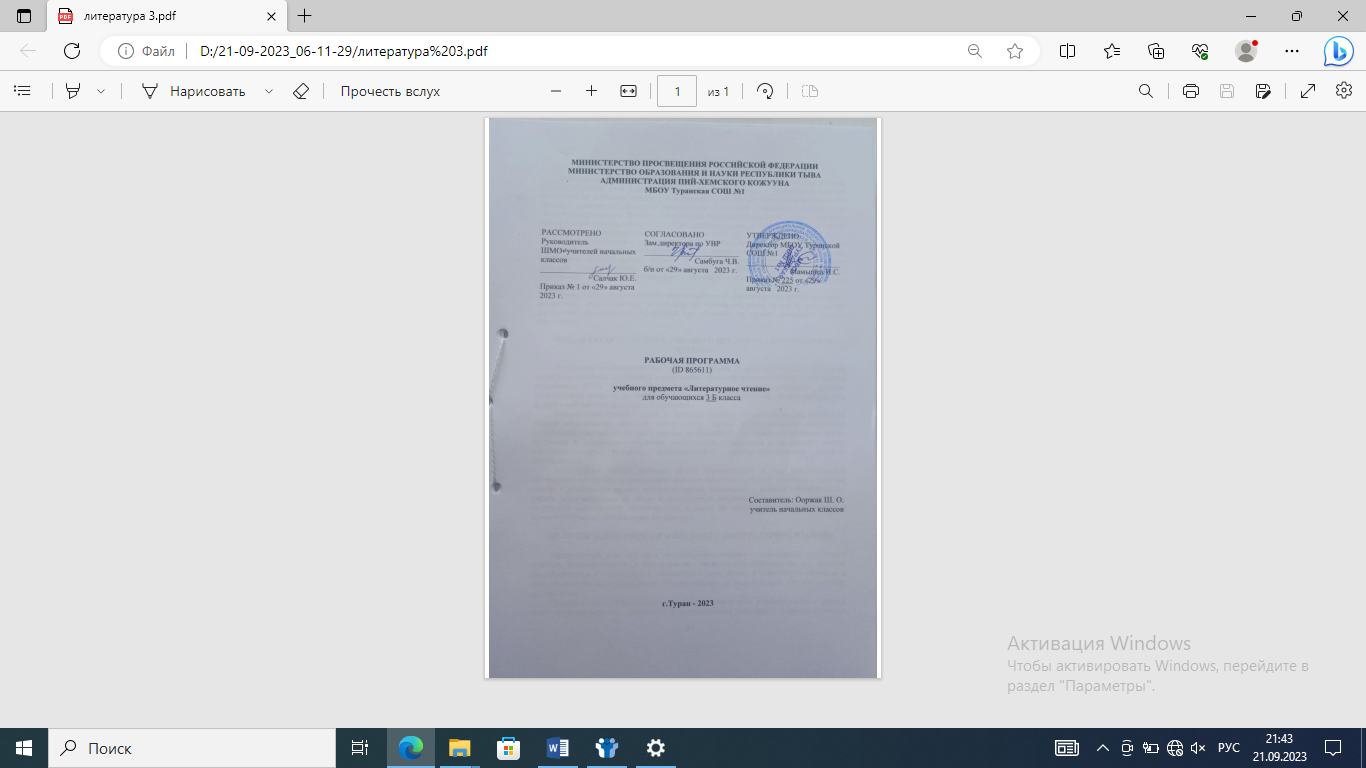 литература 3.pdf
Файл
D:/21-09-2023_06-11-29/литература%203.pdf
Нарисовать
Прочесть вслух
1
из 1
МИНИСТЕРСТВО ПРОСВЕЩЕНИЯ РОССИЙСКОЙ ФЕДЕРАЦИИ
МИНИСТЕРСТВО ОБРАЗОВАНИЯ И НАУКИ РЕСПУБЛИКИ ТЫВА
АДМИНИСТРАЦИЯ ПИЙ-ХЕМСКОГО КОЖУУНА
МБОУ Туранская СОШ №1
РАССМОТРЕНО
Руководитель
ШМО учителей начальных
классов
Салчак Ю.Е.
Приказ № 1 от «29» августа
2023 г.
СОГЛАСОВАНО
Зам.директора по УВР
Самбуга Ч.В.
б/н от «29» августа 2023 г.
УТВЕРЖДЕНО
Директор МБОУ Туранской
СОШ №1
Приказ № 225 от «29»
августа 2023 г.
РАБОЧАЯ ПРОГРАММА
(ID 865611)
учебного предмета «Литературное чтение»
для обучающихся 3 Б класса
Составитель: Ооржак Ш. О.
учитель начальных классов
г.Туран - 2023
Активация Windows
Чтобы активировать Windows, перейдите в
раздел "Параметры".
Поиск
РУС
21:43
21.09.2023